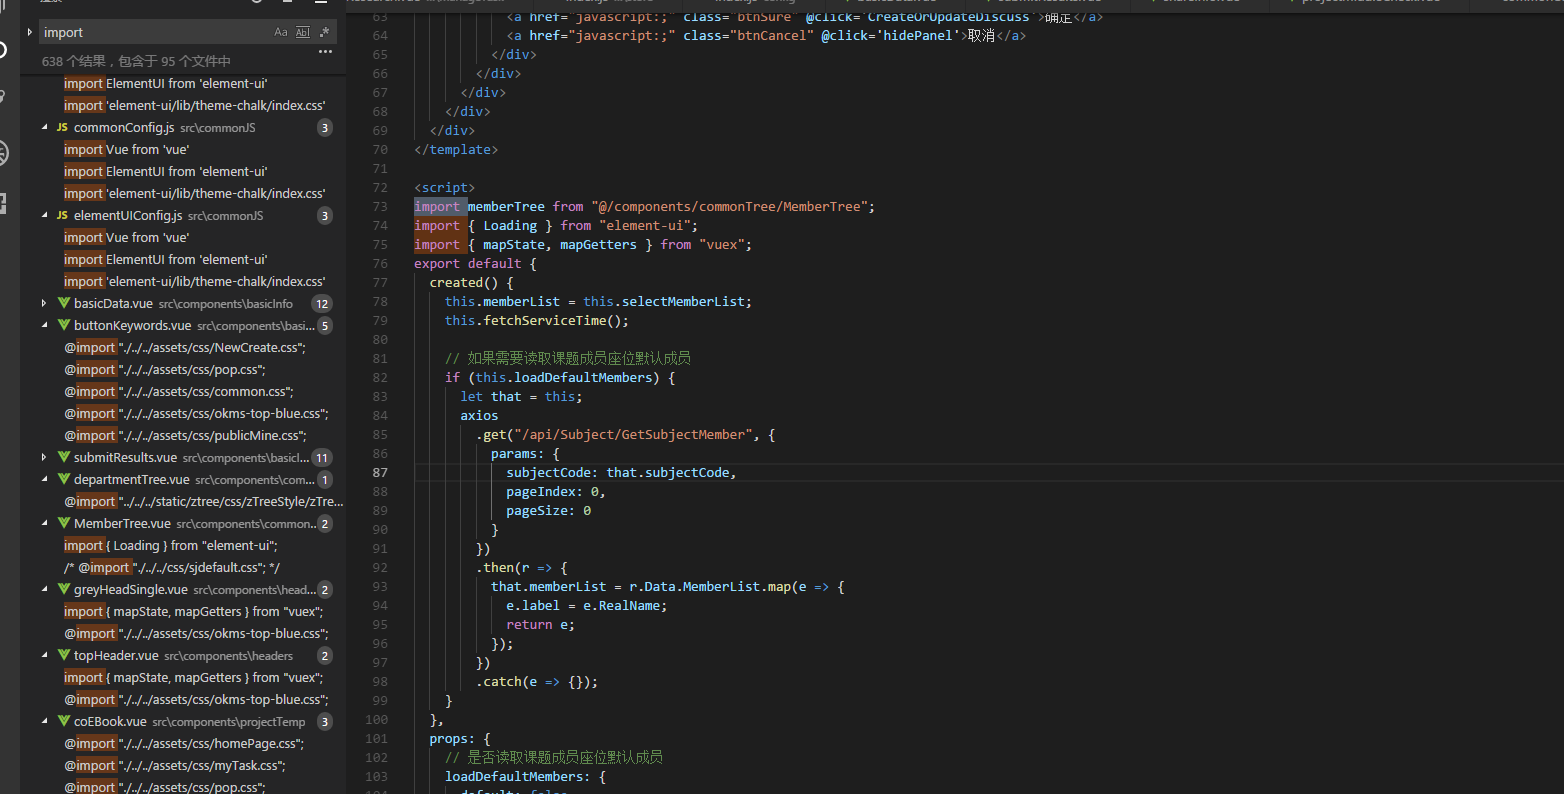 import
Aa Abl .*
638 个结果，包含于 95 个文件中
import ElementUI from 'element-ui'
import 'element-ui/lib/theme-chalk/index.css'
JS commonConfig.js src\commonJS 3
import Vue from 'vue'
import ElementUI from 'element-ui'
import 'element-ui/lib/theme-chalk/index.css'
JS elementUIConfig.js src\commonJS 3
import Vue from 'vue'
import ElementUI from 'element-ui'
import 'element-ui/lib/theme-chalk/index.css'
basicData.vue src\components\basicInfo 12
buttonKeywords.vue src\components\basi... 5
@import "./../../assets/css/NewCreate.css";
@import "./../../assets/css/pop.css";
@import "./../../assets/css/common.css";
@import "./../../assets/css/okms-top-blue.css";
@import "./../../assets/css/publicMine.css";
submitResults.vue src\components\basicI... 11
departmentTree.vue src\components\com... 1
@import "../../../static/ztree/css/zTreeStyle/zTre...
MemberTree.vue src\components\common... 2
import { Loading } from "element-ui";
/* @import "./../../css/sjdefault.css"; */
greyHeadSingle.vue src\components\head... 2
import { mapState, mapGetters } from "vuex";
@import "./../../assets/css/okms-top-blue.css";
topHeader.vue src\components\headers 2
import { mapState, mapGetters } from "vuex";
@import "./../../assets/css/okms-top-blue.css";
coEBook.vue src\components\projectTemp 3
@import "./../../assets/css/homePage.css";
@import "./../../assets/css/myTask.css";
@import "./../../assets/css/pop.css";
63 <a href="javascript:;" class="btnSure" @click='CreateOrUpdateDiscuss'>确定</a>
64 <a href="javascript:;" class="btnCancel" @click='hidePanel'>取消</a>
65 </div>
66 </div>
67 </div>
68 </div>
69 </div>
70 </template>
71
72 <script>
73 import memberTree from "@/components/commonTree/MemberTree";
74 import { Loading } from "element-ui";
75 import { mapState, mapGetters } from "vuex";
76 export default {
77 created() {
78 this.memberList = this.selectMemberList;
79 this.fetchServiceTime();
80
81 // 如果需要读取课题成员座位默认成员
82 if (this.loadDefaultMembers) {
83 let that = this;
84 axios
85 .get("/api/Subject/GetSubjectMember", {
86 params: {
87 subjectCode: that.subjectCode,
88 pageIndex: 0,
89 pageSize: 0
90 }
91 })
92 .then(r => {
93 that.memberList = r.Data.MemberList.map(e => {
94 e.label = e.RealName;
95 return e;
96 });
97 })
98 .catch(e => {});
99 }
100 },
101 props: {
102 // 是否读取课题成员座位默认成员
103 loadDefaultMembers: {